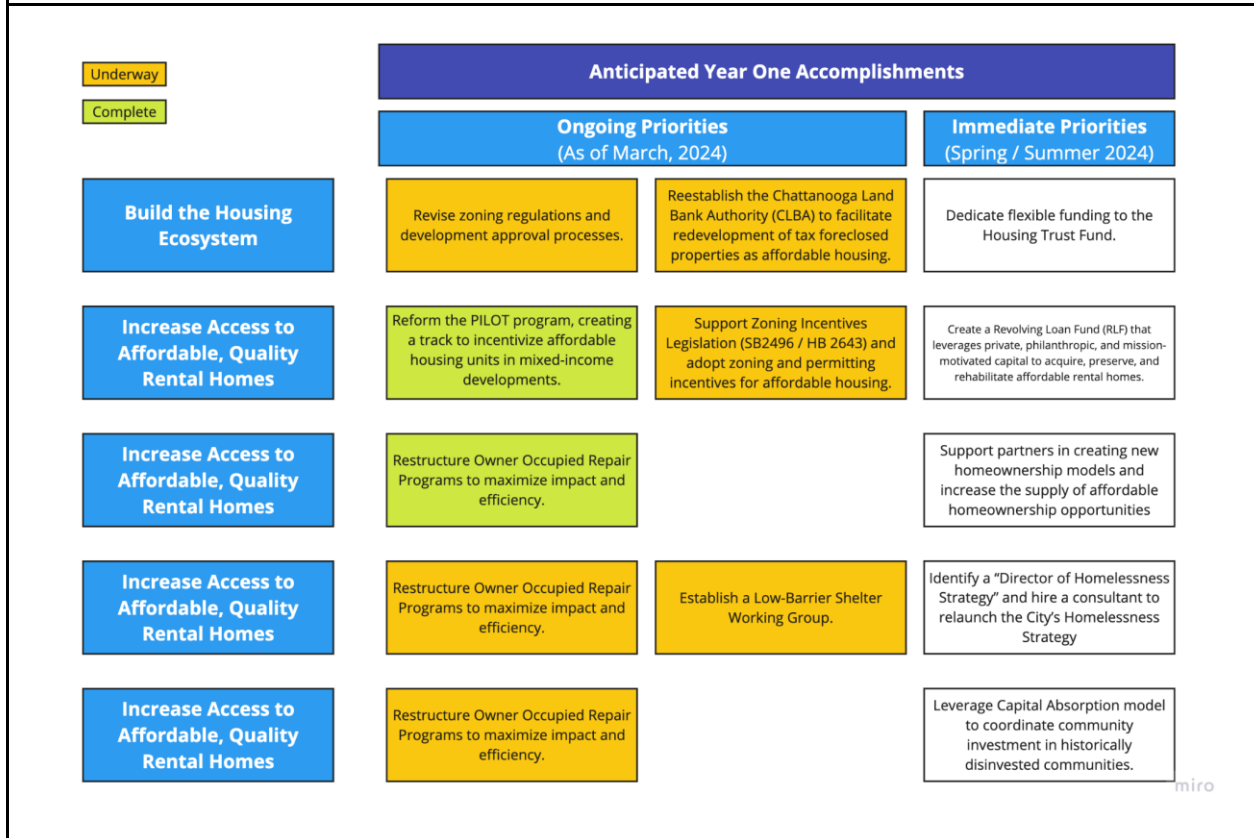 Underway
Complete
Anticipated Year One Accomplishments
Ongoing Priorities
(As of March, 2024)
Immediate Priorities
(Spring / Summer 2024)
Build the Housing
Ecosystem
Revise zoning regulations and
development approval processes.
Reestablish the Chattanooga Land
Bank Authority (CLBA) to facilitate
redevelopment of tax foreclosed
properties as affordable housing.
Dedicate flexible funding to the
Housing Trust Fund.
Increase Access to
Affordable, Quality
Rental Homes
Reform the PILOT program, creating
a track to incentivize affordable
housing units in mixed-income
developments.
Support Zoning Incentives
Legislation (SB2496 / HB 2643) and
adopt zoning and permitting
incentives for affordable housing.
Create a Revolving Loan Fund (RLF) that
leverages private, philanthropic, and mission-
motivated capital to acquire, preserve, and
rehabilitate affordable rental homes.
Increase Access to
Affordable, Quality
Rental Homes
Restructure Owner Occupied Repair
Programs to maximize impact and
efficiency.
Support partners in creating new
homeownership models and
increase the supply of affordable
homeownership opportunities
Increase Access to
Affordable, Quality
Rental Homes
Restructure Owner Occupied Repair
Programs to maximize impact and
efficiency.
Establish a Low-Barrier Shelter
Working Group.
Identify a “Director of Homelessness
Strategy” and hire a consultant to
relaunch the City’s Homelessness
Strategy
Increase Access to
Affordable, Quality
Rental Homes
Restructure Owner Occupied Repair
Programs to maximize impact and
efficiency.
Leverage Capital Absorption model
to coordinate community
investment in historically
disinvested communities.
miro